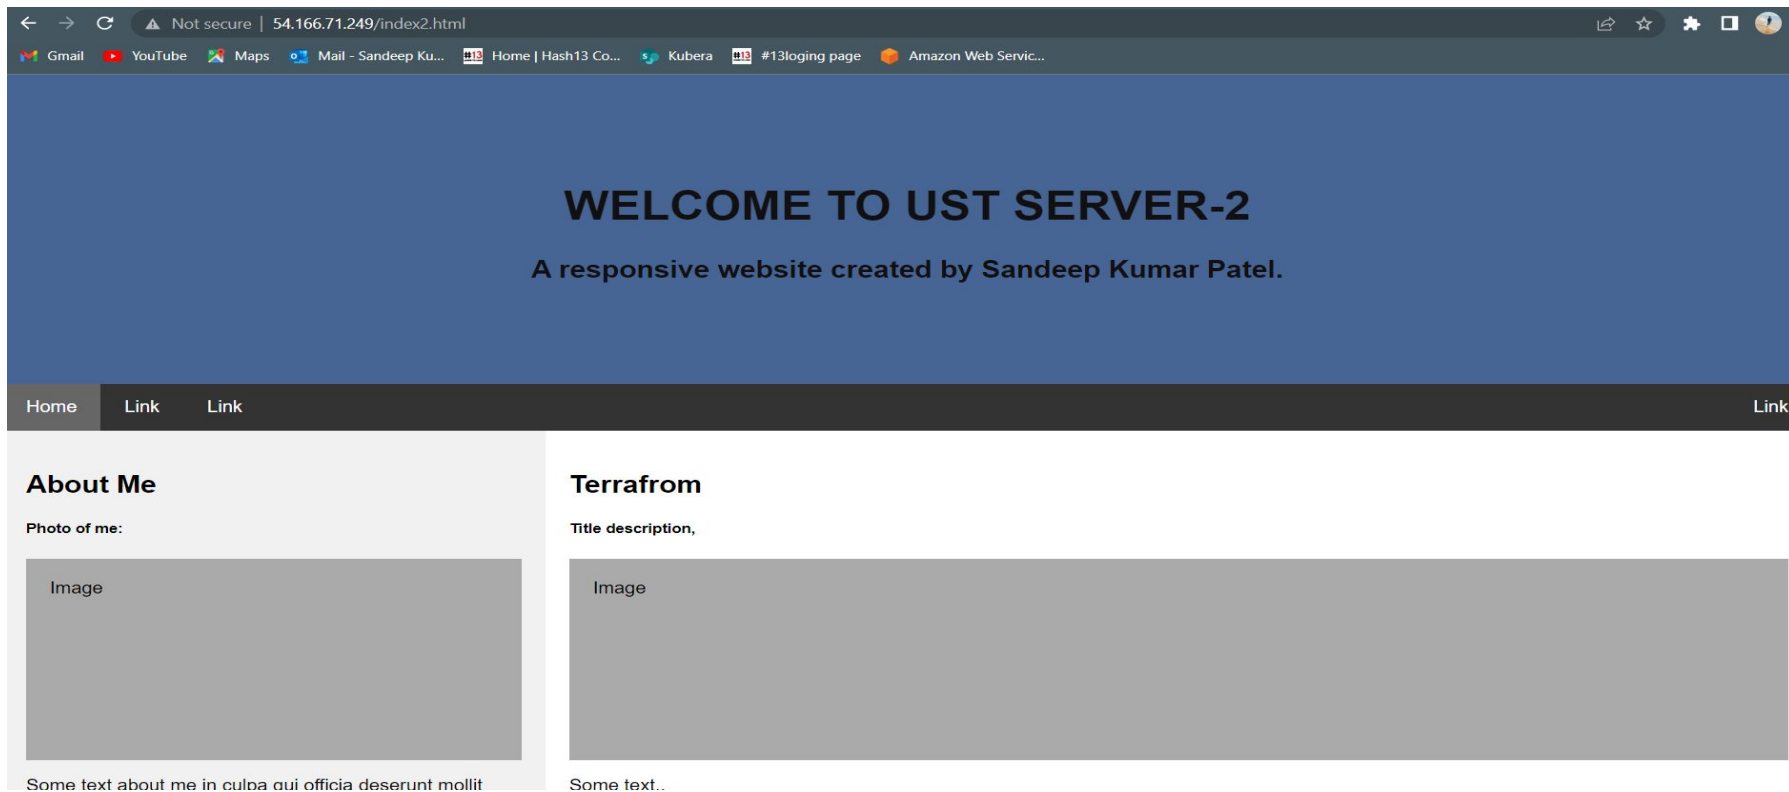 Not secure | 54.166.71.249/index2.html
Gmail YouTube Maps Mail - Sandeep Ku... #13 Home | Hash13 Co... Kubera #13 #13loging page Amazon Web Servic...
WELCOME TO UST SERVER-2
A responsive website created by Sandeep Kumar Patel.
Home Link Link Link
About Me
Photo of me:
Image
Some text about me in culpa qui officia deserunt mollit
Terrafrom
Title description,
Image
Some text..